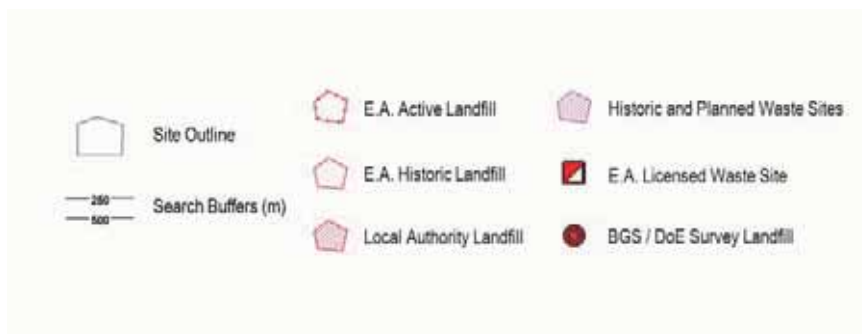 Site Outline
250
500
Search Buffers (m)
E.A. Active Landfill
E.A. Historic Landfill
Local Authority Landfill
Historic and Planned Waste Sites
E.A. Licensed Waste Site
BGS / DoE Survey Landfill